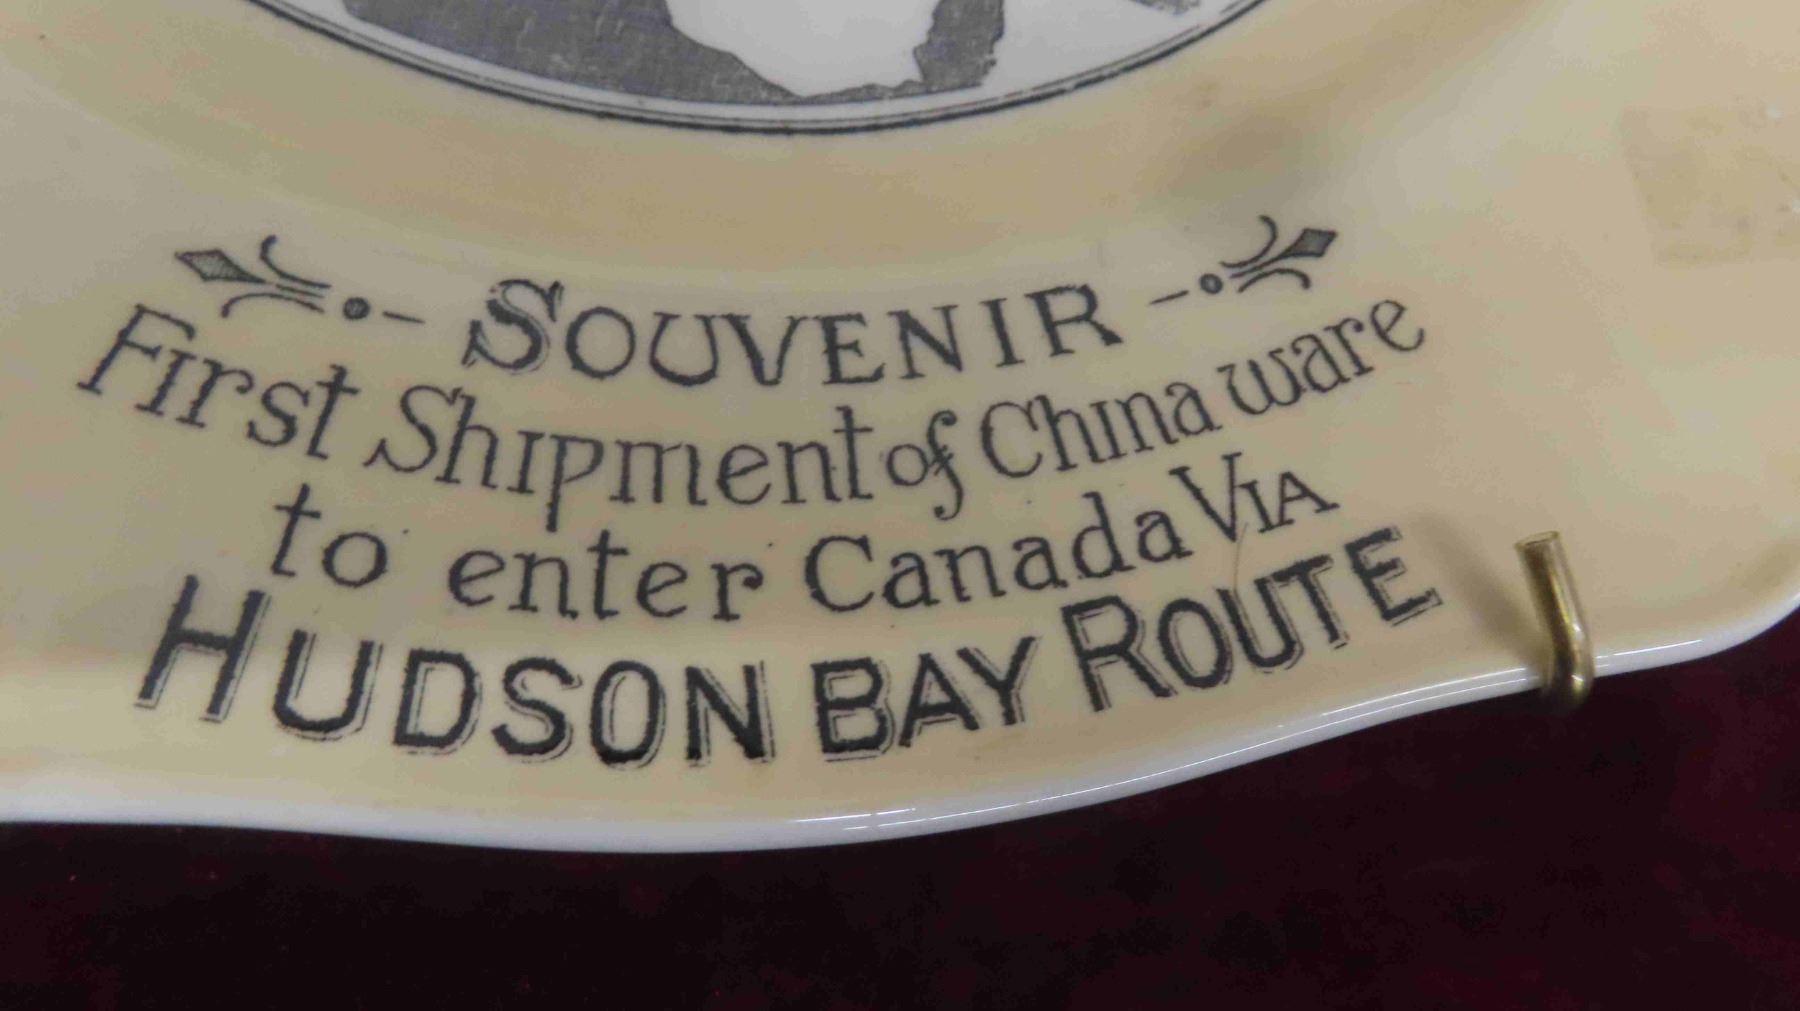 SOUVENIR
First Shipment of China ware
to enter Canada VIA
HUDSON BAY ROUTE